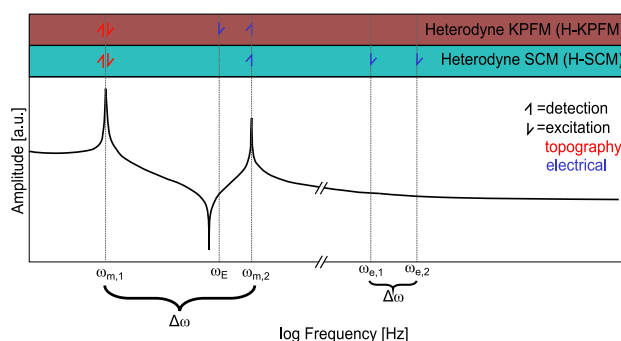 Heterodyne KPFM (H-KPFM)
Heterodyne SCM (H-SCM)
=detection
=excitation
topography
electrical
Amplitude [a.u.]
ωm,1 ωE ωm,2 ωe,1 ωe,2
Δω Δω
log Frequency [Hz]